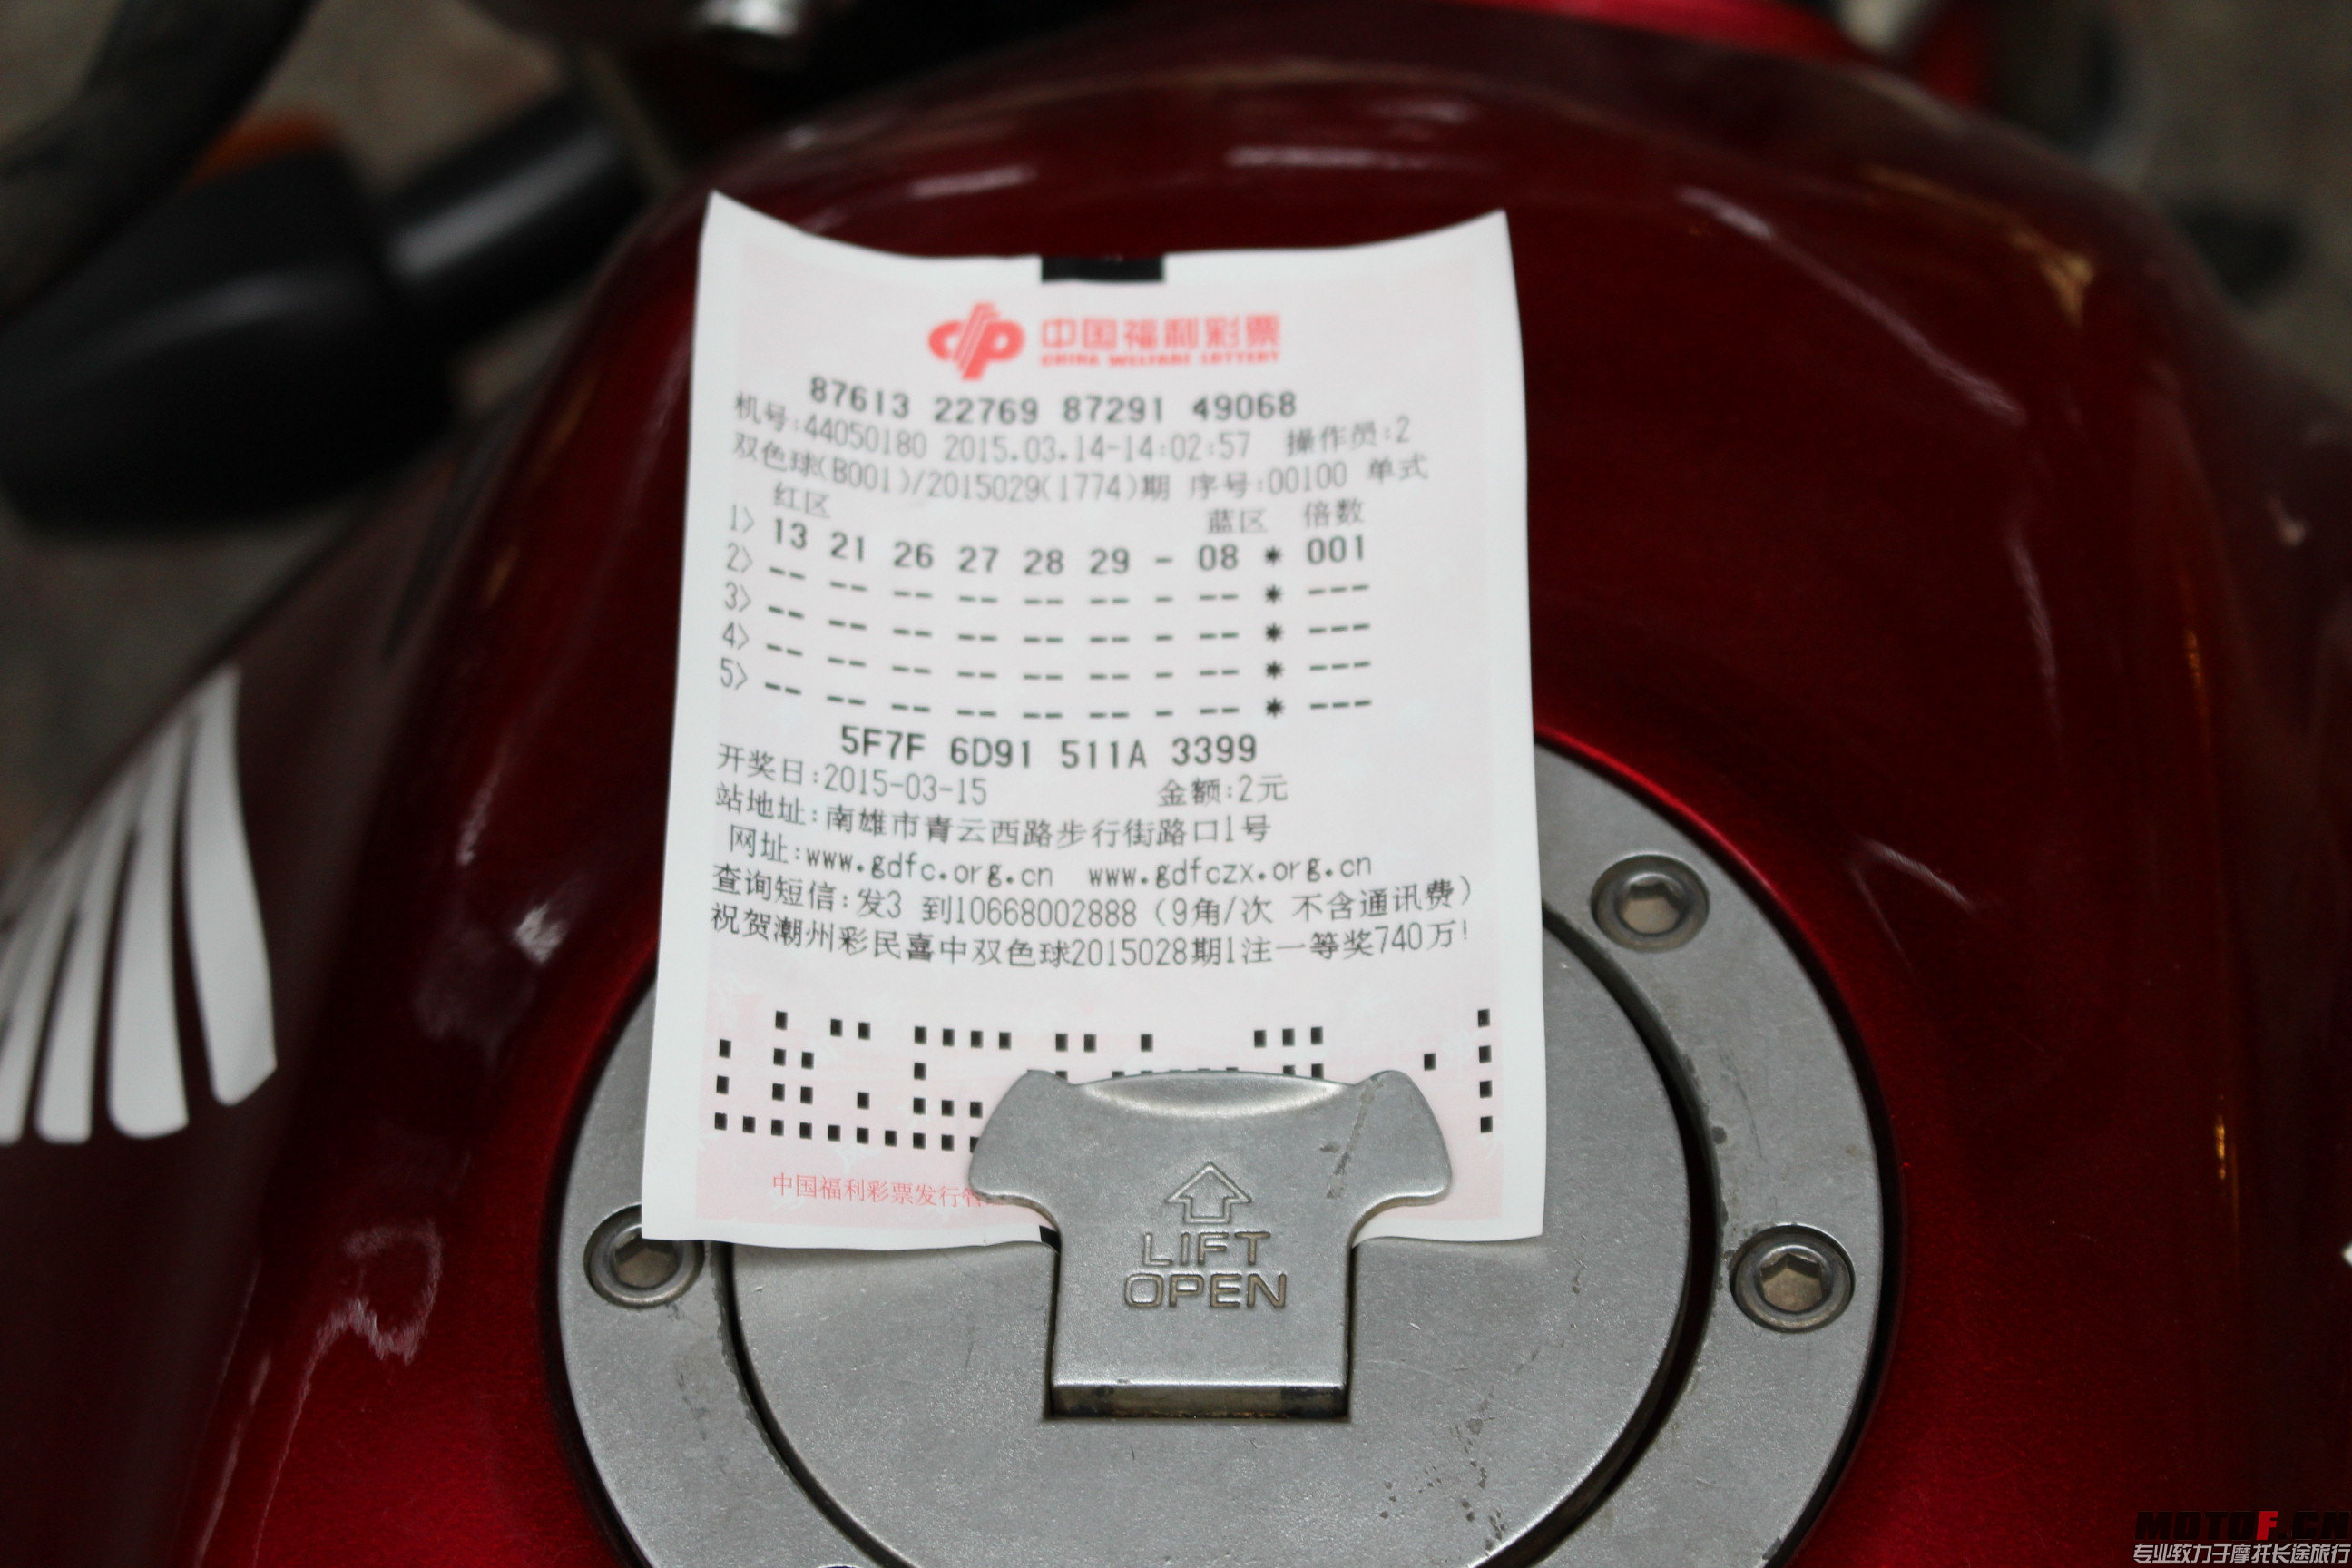 中国福利彩票
CHINA WELFARE LOTTERY
87613 22769 87291 49068
机号:44050180 2015.03.14-14:02:57 操作员:2
双色球(B001)/2015029(1774)期 序号:00100 单式
红区 蓝区 倍数
1> 13 21 26 27 28 29 - 08 * 001
2> -- -- -- -- -- -- - -- * ---
3> -- -- -- -- -- -- - -- * ---
4> -- -- -- -- -- -- - -- * ---
5> -- -- -- -- -- -- - -- * ---
5F7F 6D91 511A 3399
开奖日:2015-03-15 金额:2元
站地址:南雄市青云西路步行街路口1号
网址:www.gdfc.org.cn www.gdfczx.org.cn
查询短信:发3 到10668002888（9角/次 不含通讯费）
祝贺潮州彩民喜中双色球2015028期1注一等奖740万!
中国福利彩票发行管
LIFT
OPEN
MOTOF.CN
专业致力于摩托长途旅行